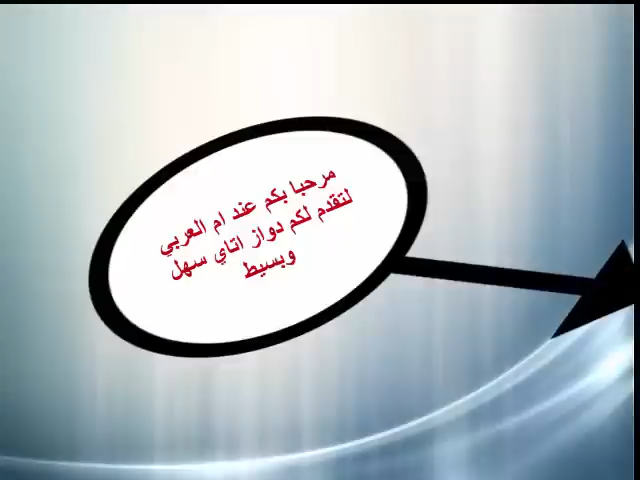 مرحبا بكم عند ام العربي
لتقدم لكم دواز اتاي سهل
وبسيط